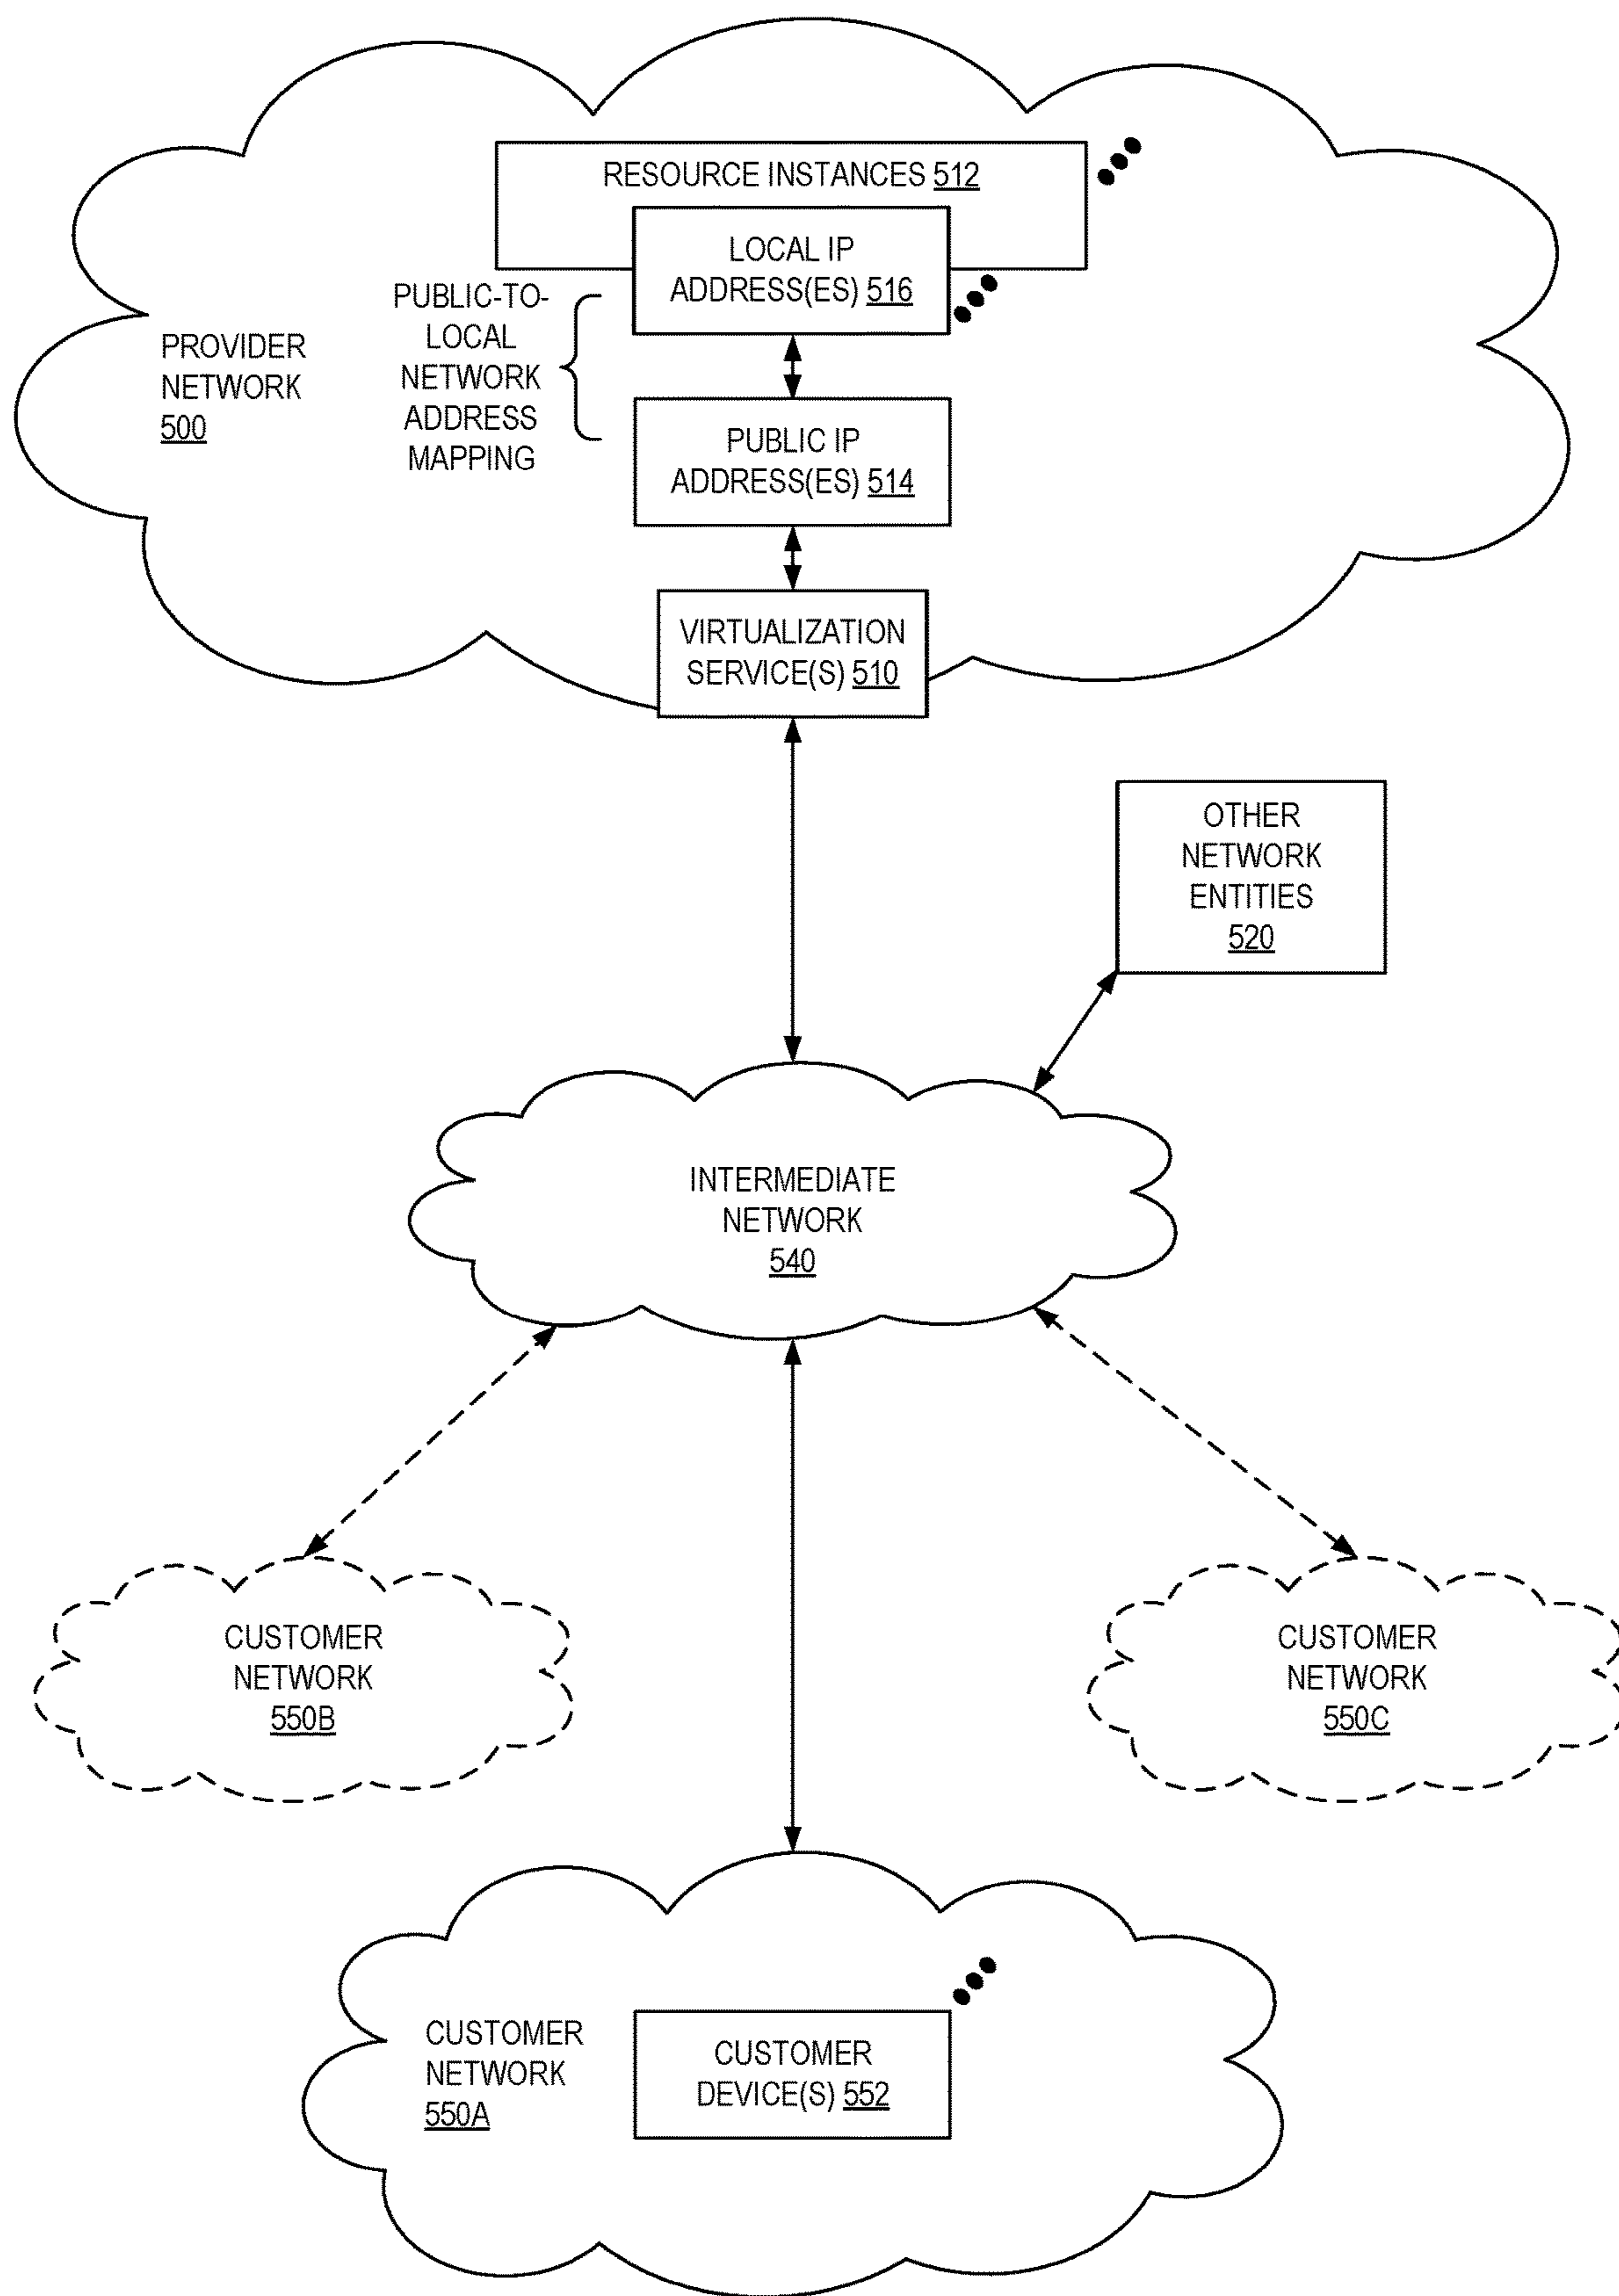 RESOURCE INSTANCES 512
LOCAL IP
ADDRESS(ES) 516
PUBLIC-TO-
LOCAL
NETWORK
ADDRESS
MAPPING
PROVIDER
NETWORK
500
PUBLIC IP
ADDRESS(ES) 514
VIRTUALIZATION
SERVICE(S) 510
OTHER
NETWORK
ENTITIES
520
INTERMEDIATE
NETWORK
540
CUSTOMER
NETWORK
550B
CUSTOMER
NETWORK
550C
CUSTOMER
NETWORK
550A
CUSTOMER
DEVICE(S) 552